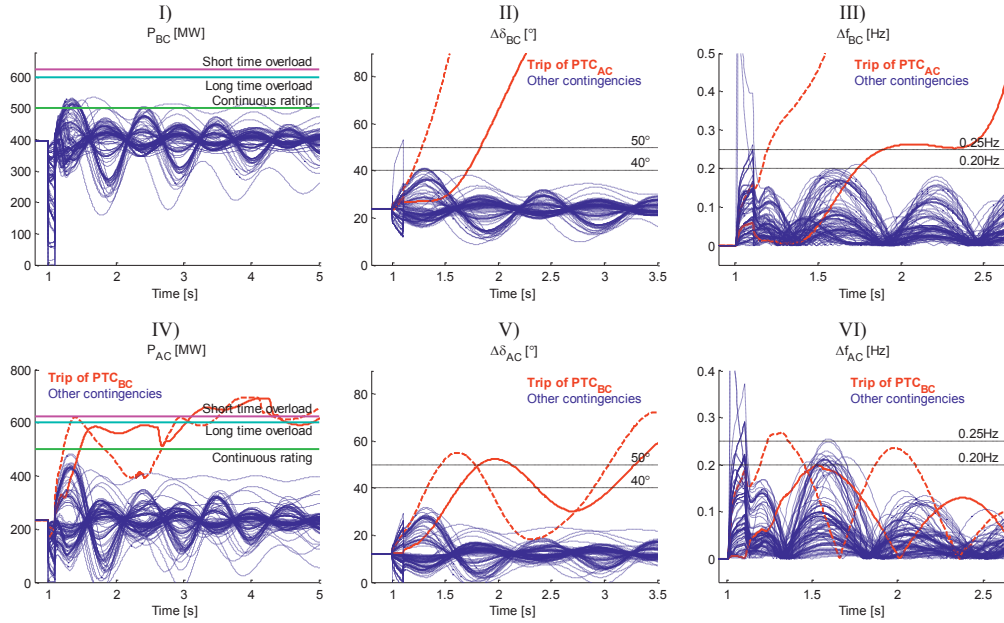 I)
P_BC [MW]
Short time overload
600
Long time overload
Continuous rating
500
400
300
200
100
0
1 2 3 4 5
Time [s]
II)
Δδ_BC [°]
Trip of PTC_AC
Other contingencies
80
60
50°
40°
40
20
0
1 1.5 2 2.5 3 3.5
Time [s]
III)
Δf_BC [Hz]
0.5
Trip of PTC_AC
Other contingencies
0.4
0.3
0.25Hz
0.20Hz
0.2
0.1
0
1 1.5 2 2.5
Time [s]
IV)
P_AC [MW]
800
Trip of PTC_BC
Other contingencies
Short time overload
600
Long time overload
Continuous rating
400
200
0
1 2 3 4 5
Time [s]
V)
Δδ_AC [°]
Trip of PTC_BC
Other contingencies
80
60
50°
40°
40
20
0
1 1.5 2 2.5 3 3.5
Time [s]
VI)
Δf_AC [Hz]
0.4
Trip of PTC_BC
Other contingencies
0.3
0.25Hz
0.20Hz
0.2
0.1
0
1 1.5 2 2.5
Time [s]